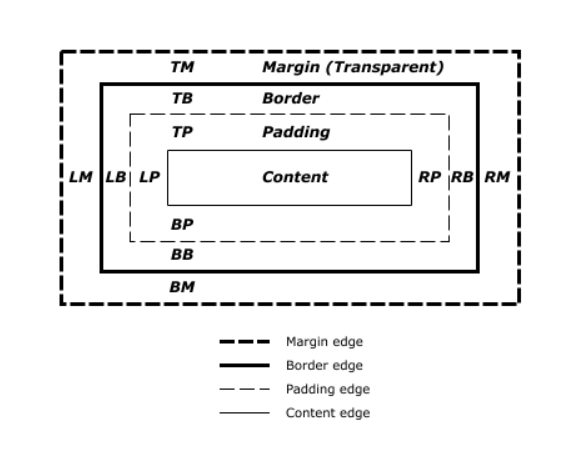 TM Margin (Transparent)
TB Border
TP Padding
LM LB LP Content RP RB RM
BP
BB
BM
Margin edge
Border edge
Padding edge
Content edge